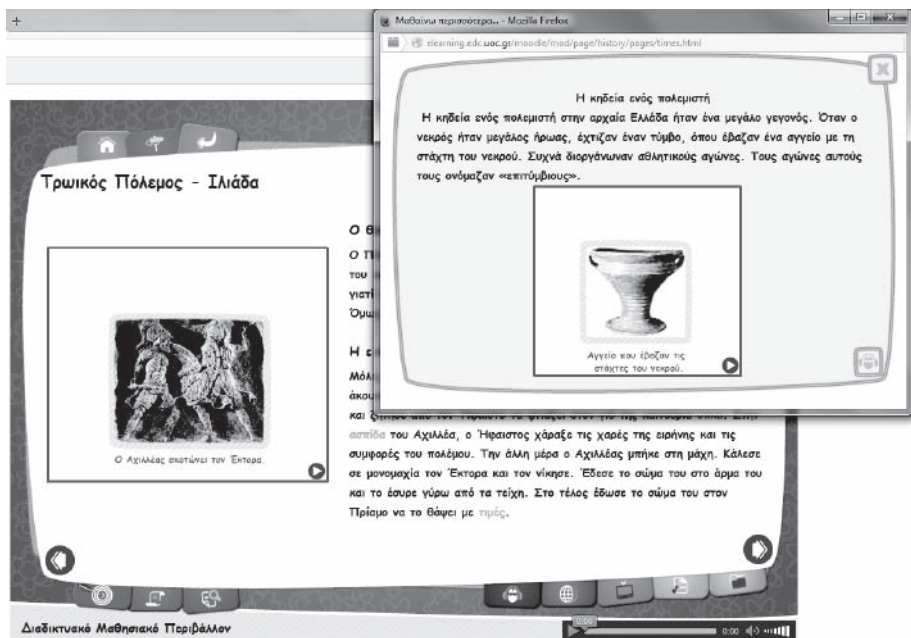 Μαθαίνω περισσότερα... - Mozilla Firefox
elearning.edc.uoc.gr/moodle/mod/page/history/pages/times.html
Η κηδεία ενός πολεμιστή
Η κηδεία ενός πολεμιστή στην αρχαία Ελλάδα ήταν ένα μεγάλο γεγονός. Όταν ο
νεκρός ήταν μεγάλος ήρωας, έχτιζαν έναν τύμβο, όπου έβαζαν ένα αγγείο με τη
στάχτη του νεκρού. Συχνά διοργάνωναν αθλητικούς αγώνες. Τους αγώνες αυτούς
τους ονόμαζαν «επιτύμβιους».
Αγγείο που έβαζαν τις
στάχτες του νεκρού.
Τρωικός Πόλεμος - Ιλιάδα
Ο Αχιλλέας σκοτώνει τον Έκτορα.
Ο
του
γιατί
Η
και
ασπίδα του Αχιλλέα, ο Ήφαιστος χάραξε τις χαρές της ειρήνης και τις
συμφορές του πολέμου. Την άλλη μέρα ο Αχιλλέας μπήκε στη μάχη. Κάλεσε
σε μονομαχία τον Έκτορα και τον νίκησε. Έδεσε το σώμα του στο άρμα του
και το έσυρε γύρω από τα τείχη. Στο τέλος έδωσε το σώμα του στον
Πρίαμο να το θάψει με τιμές.
Διαδικτυακό Μαθησιακό Περιβάλλον
0:00
0:00